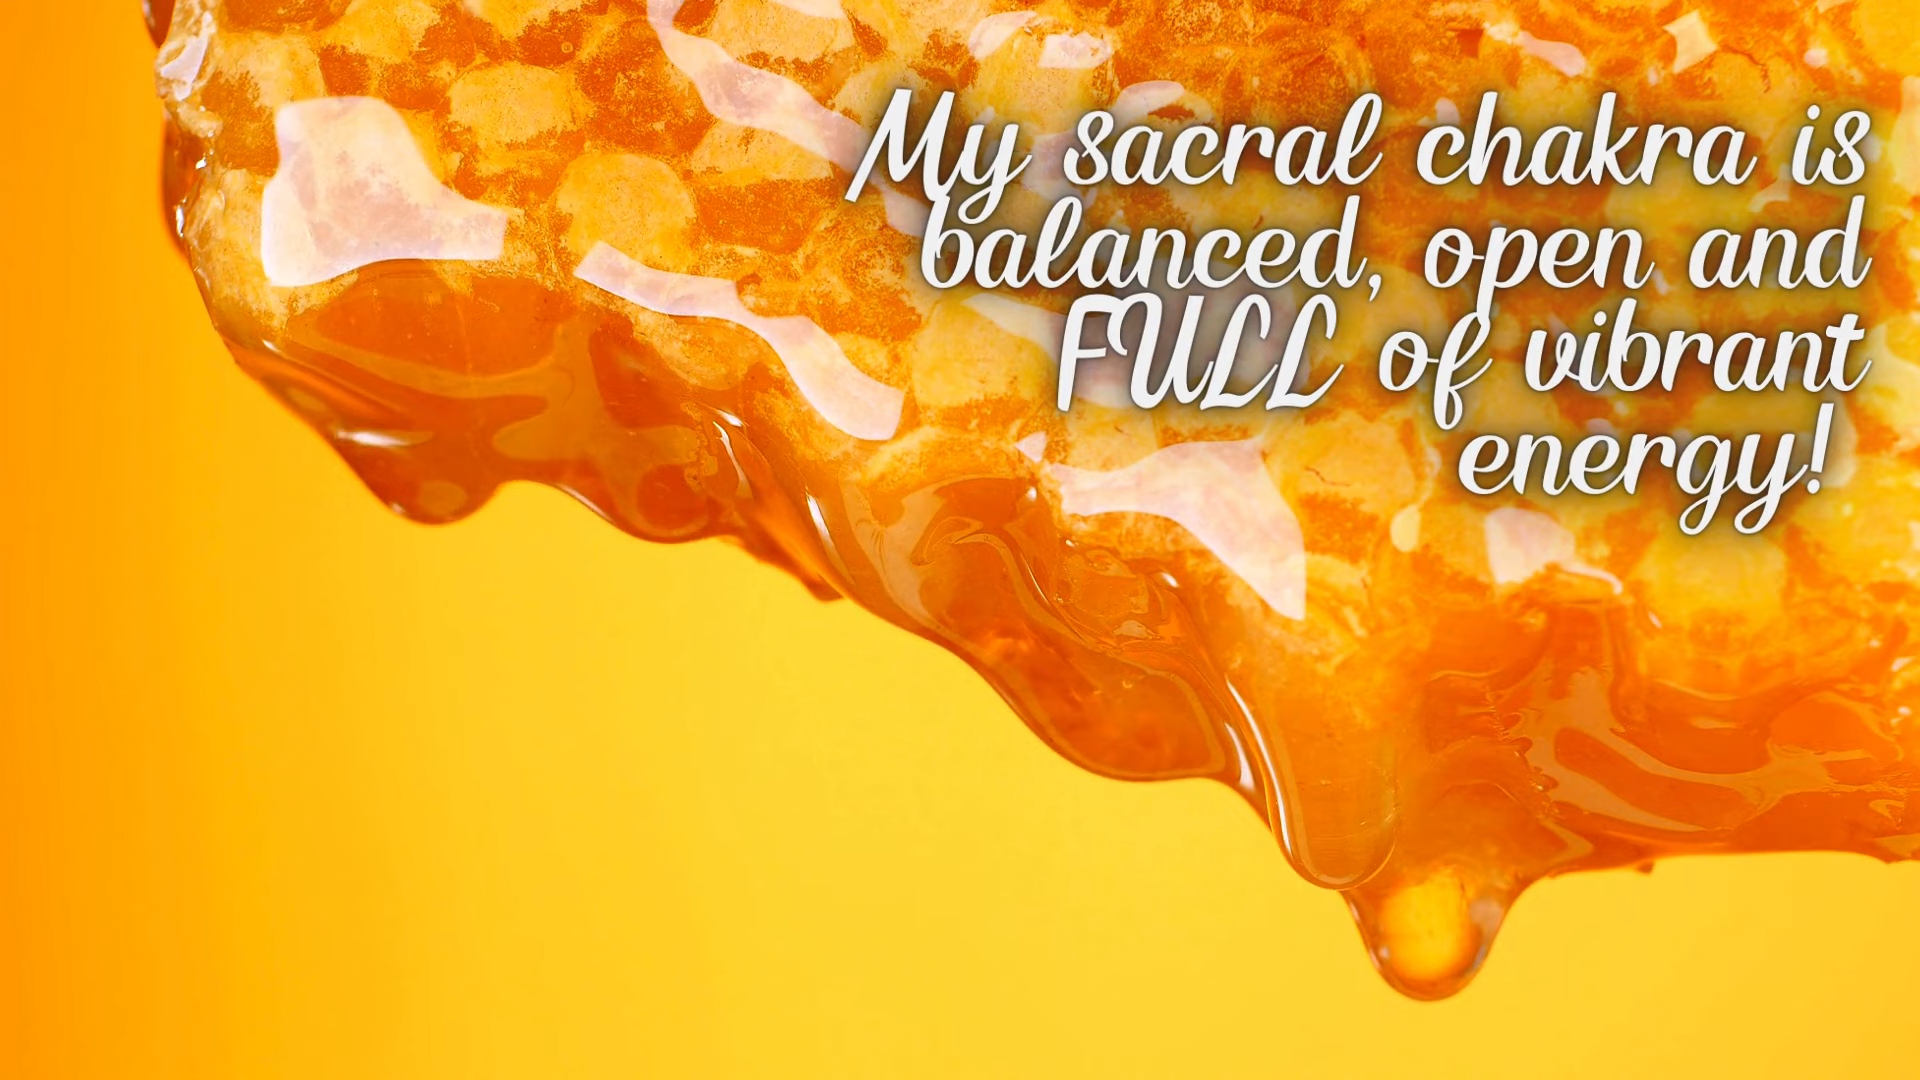 My sacral chakra is
balanced, open and
FULL of vibrant
energy!